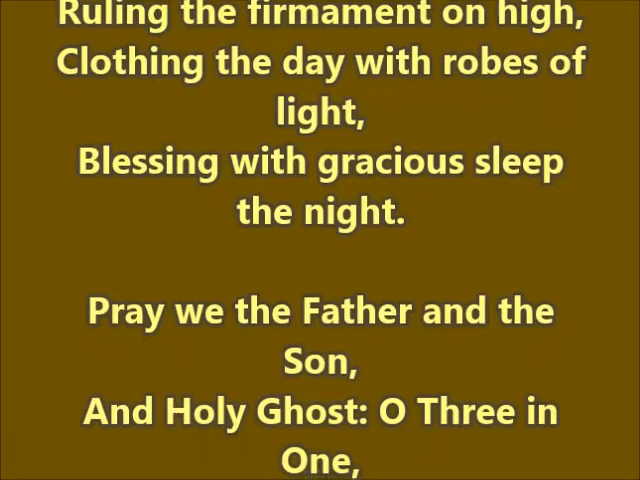 Ruling the firmament on high,
Clothing the day with robes of
light,
Blessing with gracious sleep
the night.
Pray we the Father and the
Son,
And Holy Ghost: O Three in
One,